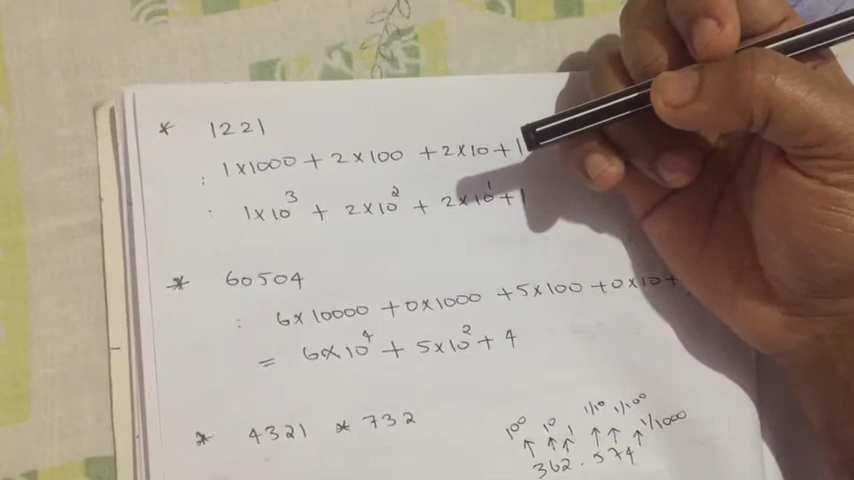 * 1221
: 1×1000 + 2×100 + 2×10 + 1
: 1×10³ + 2×10² + 2×10¹ + 1
* 60504
: 6×10000 + 0×1000 + 5×100 + 0×10 +
= 6×10⁴ + 5×10² + 4
* 4321 * 732
100 10 1 1/10 1/100 1/1000
362.574